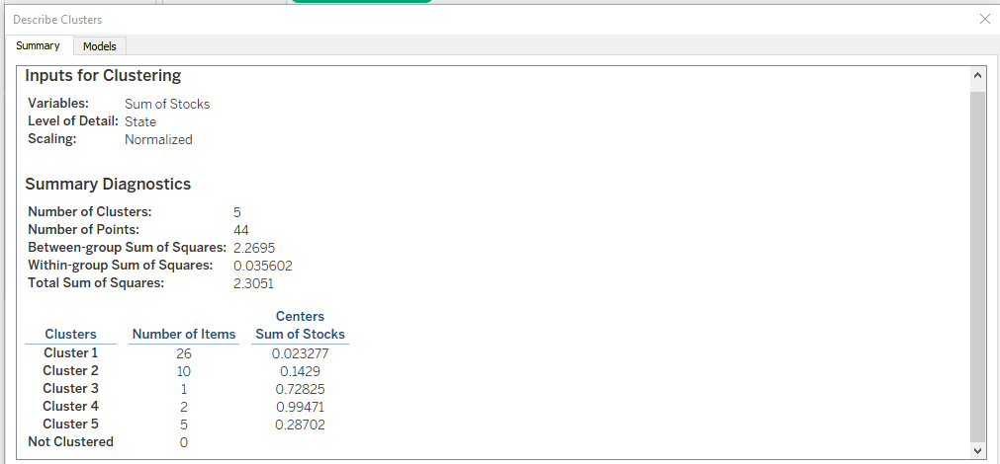 Describe Clusters
Summary Models
Inputs for Clustering
Variables: Sum of Stocks
Level of Detail: State
Scaling: Normalized
Summary Diagnostics
Number of Clusters: 5
Number of Points: 44
Between-group Sum of Squares: 2.2695
Within-group Sum of Squares: 0.035602
Total Sum of Squares: 2.3051
Centers
Clusters Number of Items Sum of Stocks
Cluster 1 26 0.023277
Cluster 2 10 0.1429
Cluster 3 1 0.72825
Cluster 4 2 0.99471
Cluster 5 5 0.28702
Not Clustered 0